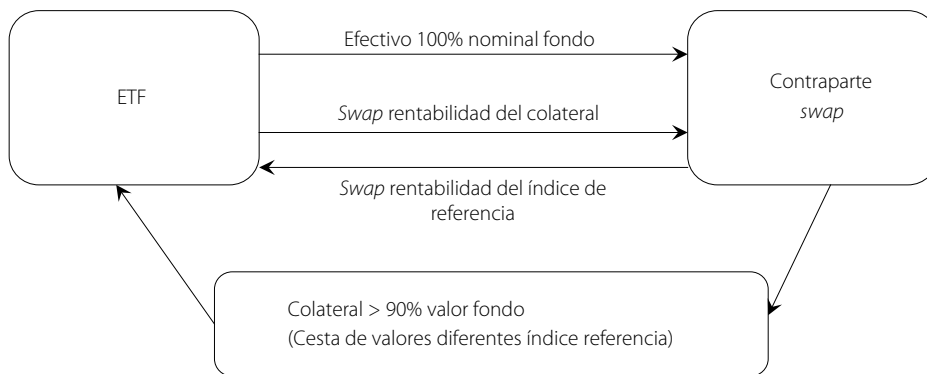 Efectivo 100% nominal fondo
ETF
Contraparte
swap
Swap rentabilidad del colateral
Swap rentabilidad del índice de
referencia
Colateral > 90% valor fondo
(Cesta de valores diferentes índice referencia)